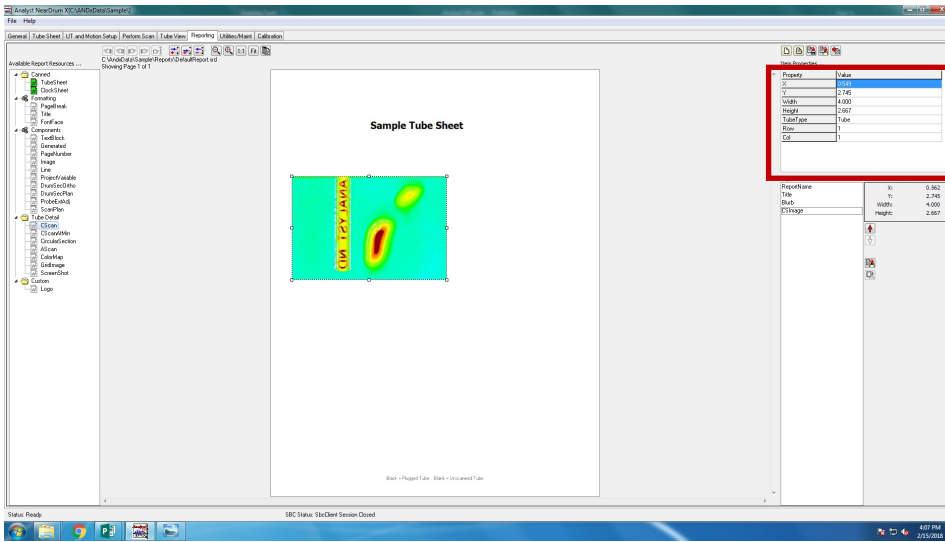 Analyst NearDrum X[C:\ANDxData\Sample\]
File Help
General Tube Sheet UT and Motion Setup Perform Scan Tube View Reporting Utilities/Maint Calibration
C:\AndxData\Sample\Reports\DefaultReport.srd
Showing Page 1 of 1
1:1
Available Report Resources ...
Canned
TubeSheet
ClockSheet
Formatting
PageBreak
Title
FontFace
Components
TextBlock
Generated
PageNumber
Image
Line
ProjectVariable
DrumSecOrtho
DrumSecPlan
ProbeExtAdj
ScanPlan
Tube Detail
CScan
CScanWMin
CircularSection
AScan
ColorMap
GridImage
ScreenShot
Custom
Logo
Sample Tube Sheet
ANALYST ND
Black = Plugged Tube : Blank = Unscanned Tube
Item Properties ...
Property Value
X 0.549
Y 2.745
Width 4.000
Height 2.667
TubeType Tube
Row 1
Col 1
ReportName
Title
Blurb
CSImage
X: 0.562
Y: 2.745
Width: 4.000
Height: 2.667
Status: Ready.
SBC Status: SbcClient Session Closed
4:07 PM
2/15/2018